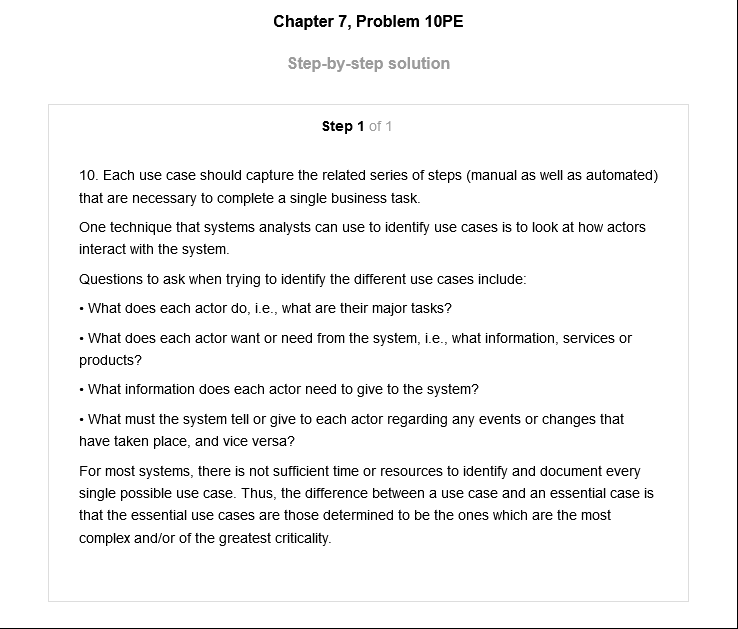 Chapter 7, Problem 10PE
Step-by-step solution
Step 1 of 1
10. Each use case should capture the related series of steps (manual as well as automated)
that are necessary to complete a single business task.
One technique that systems analysts can use to identify use cases is to look at how actors
interact with the system.
Questions to ask when trying to identify the different use cases include:
• What does each actor do, i.e., what are their major tasks?
• What does each actor want or need from the system, i.e., what information, services or
products?
• What information does each actor need to give to the system?
• What must the system tell or give to each actor regarding any events or changes that
have taken place, and vice versa?
For most systems, there is not sufficient time or resources to identify and document every
single possible use case. Thus, the difference between a use case and an essential case is
that the essential use cases are those determined to be the ones which are the most
complex and/or of the greatest criticality.